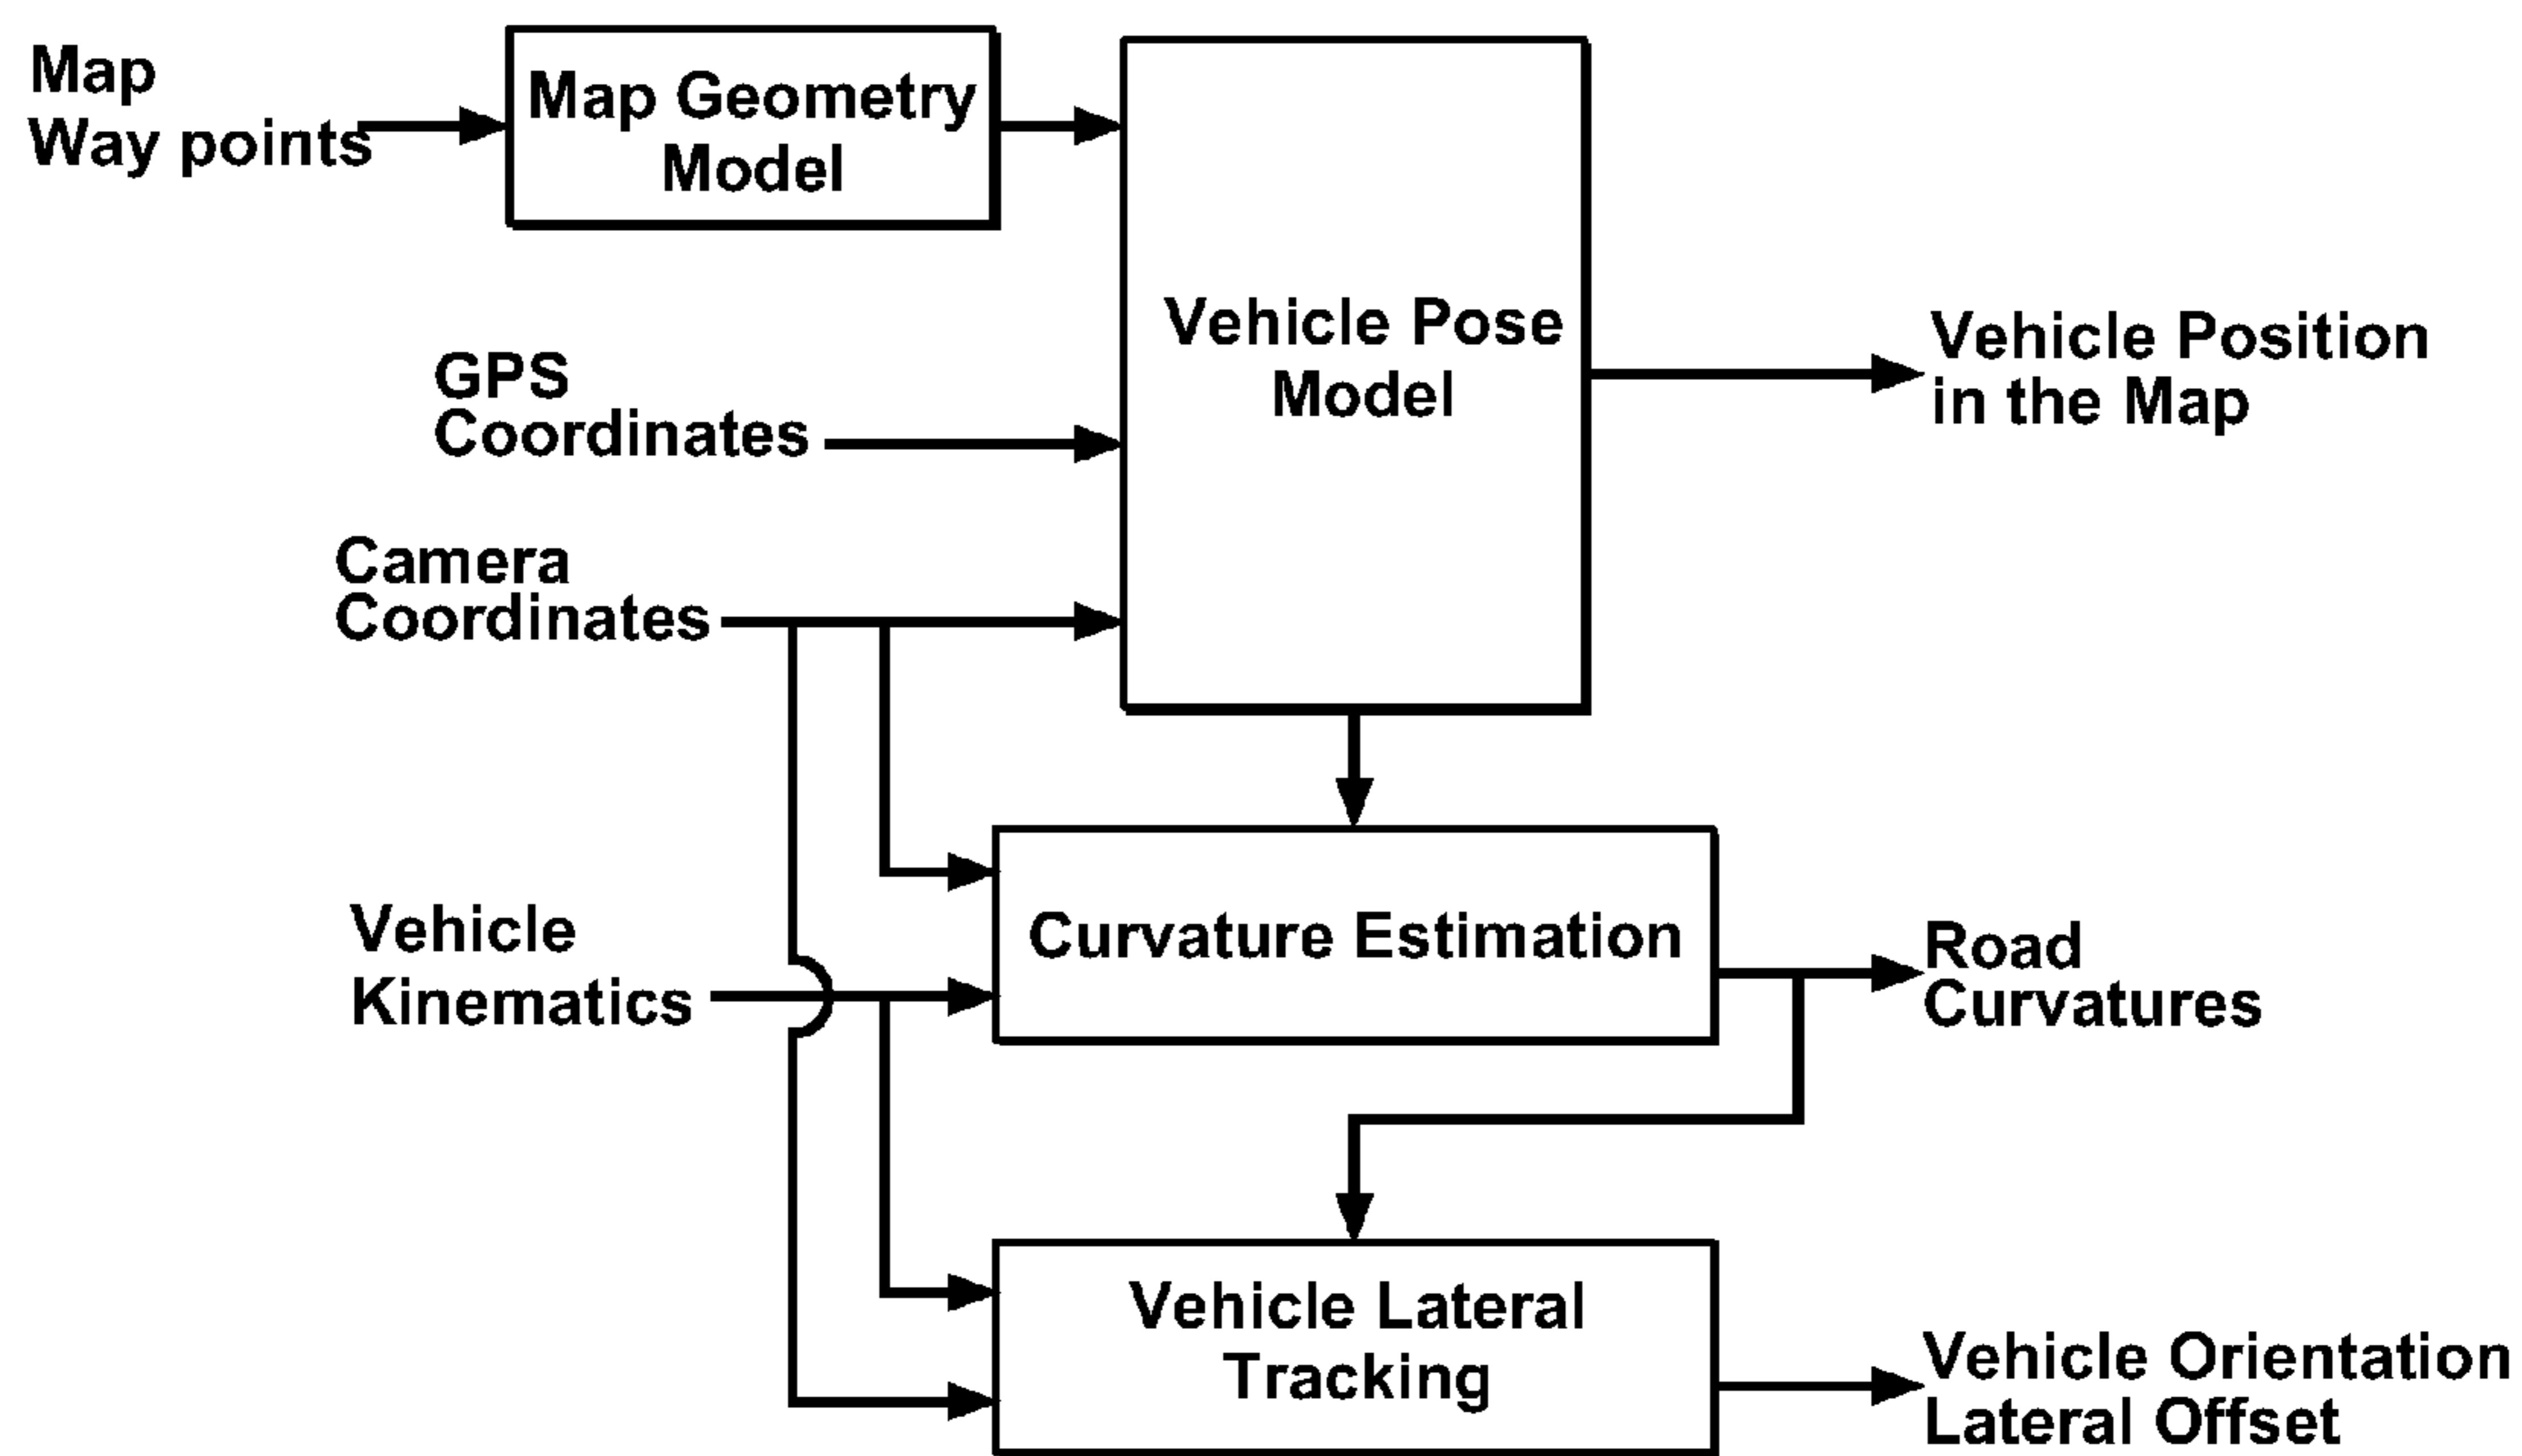 Map
Way points
Map Geometry
Model
GPS
Coordinates
Camera
Coordinates
Vehicle Pose
Model
Vehicle Position
in the Map
Vehicle
Kinematics
Curvature Estimation
Road
Curvatures
Vehicle Lateral
Tracking
Vehicle Orientation
Lateral Offset